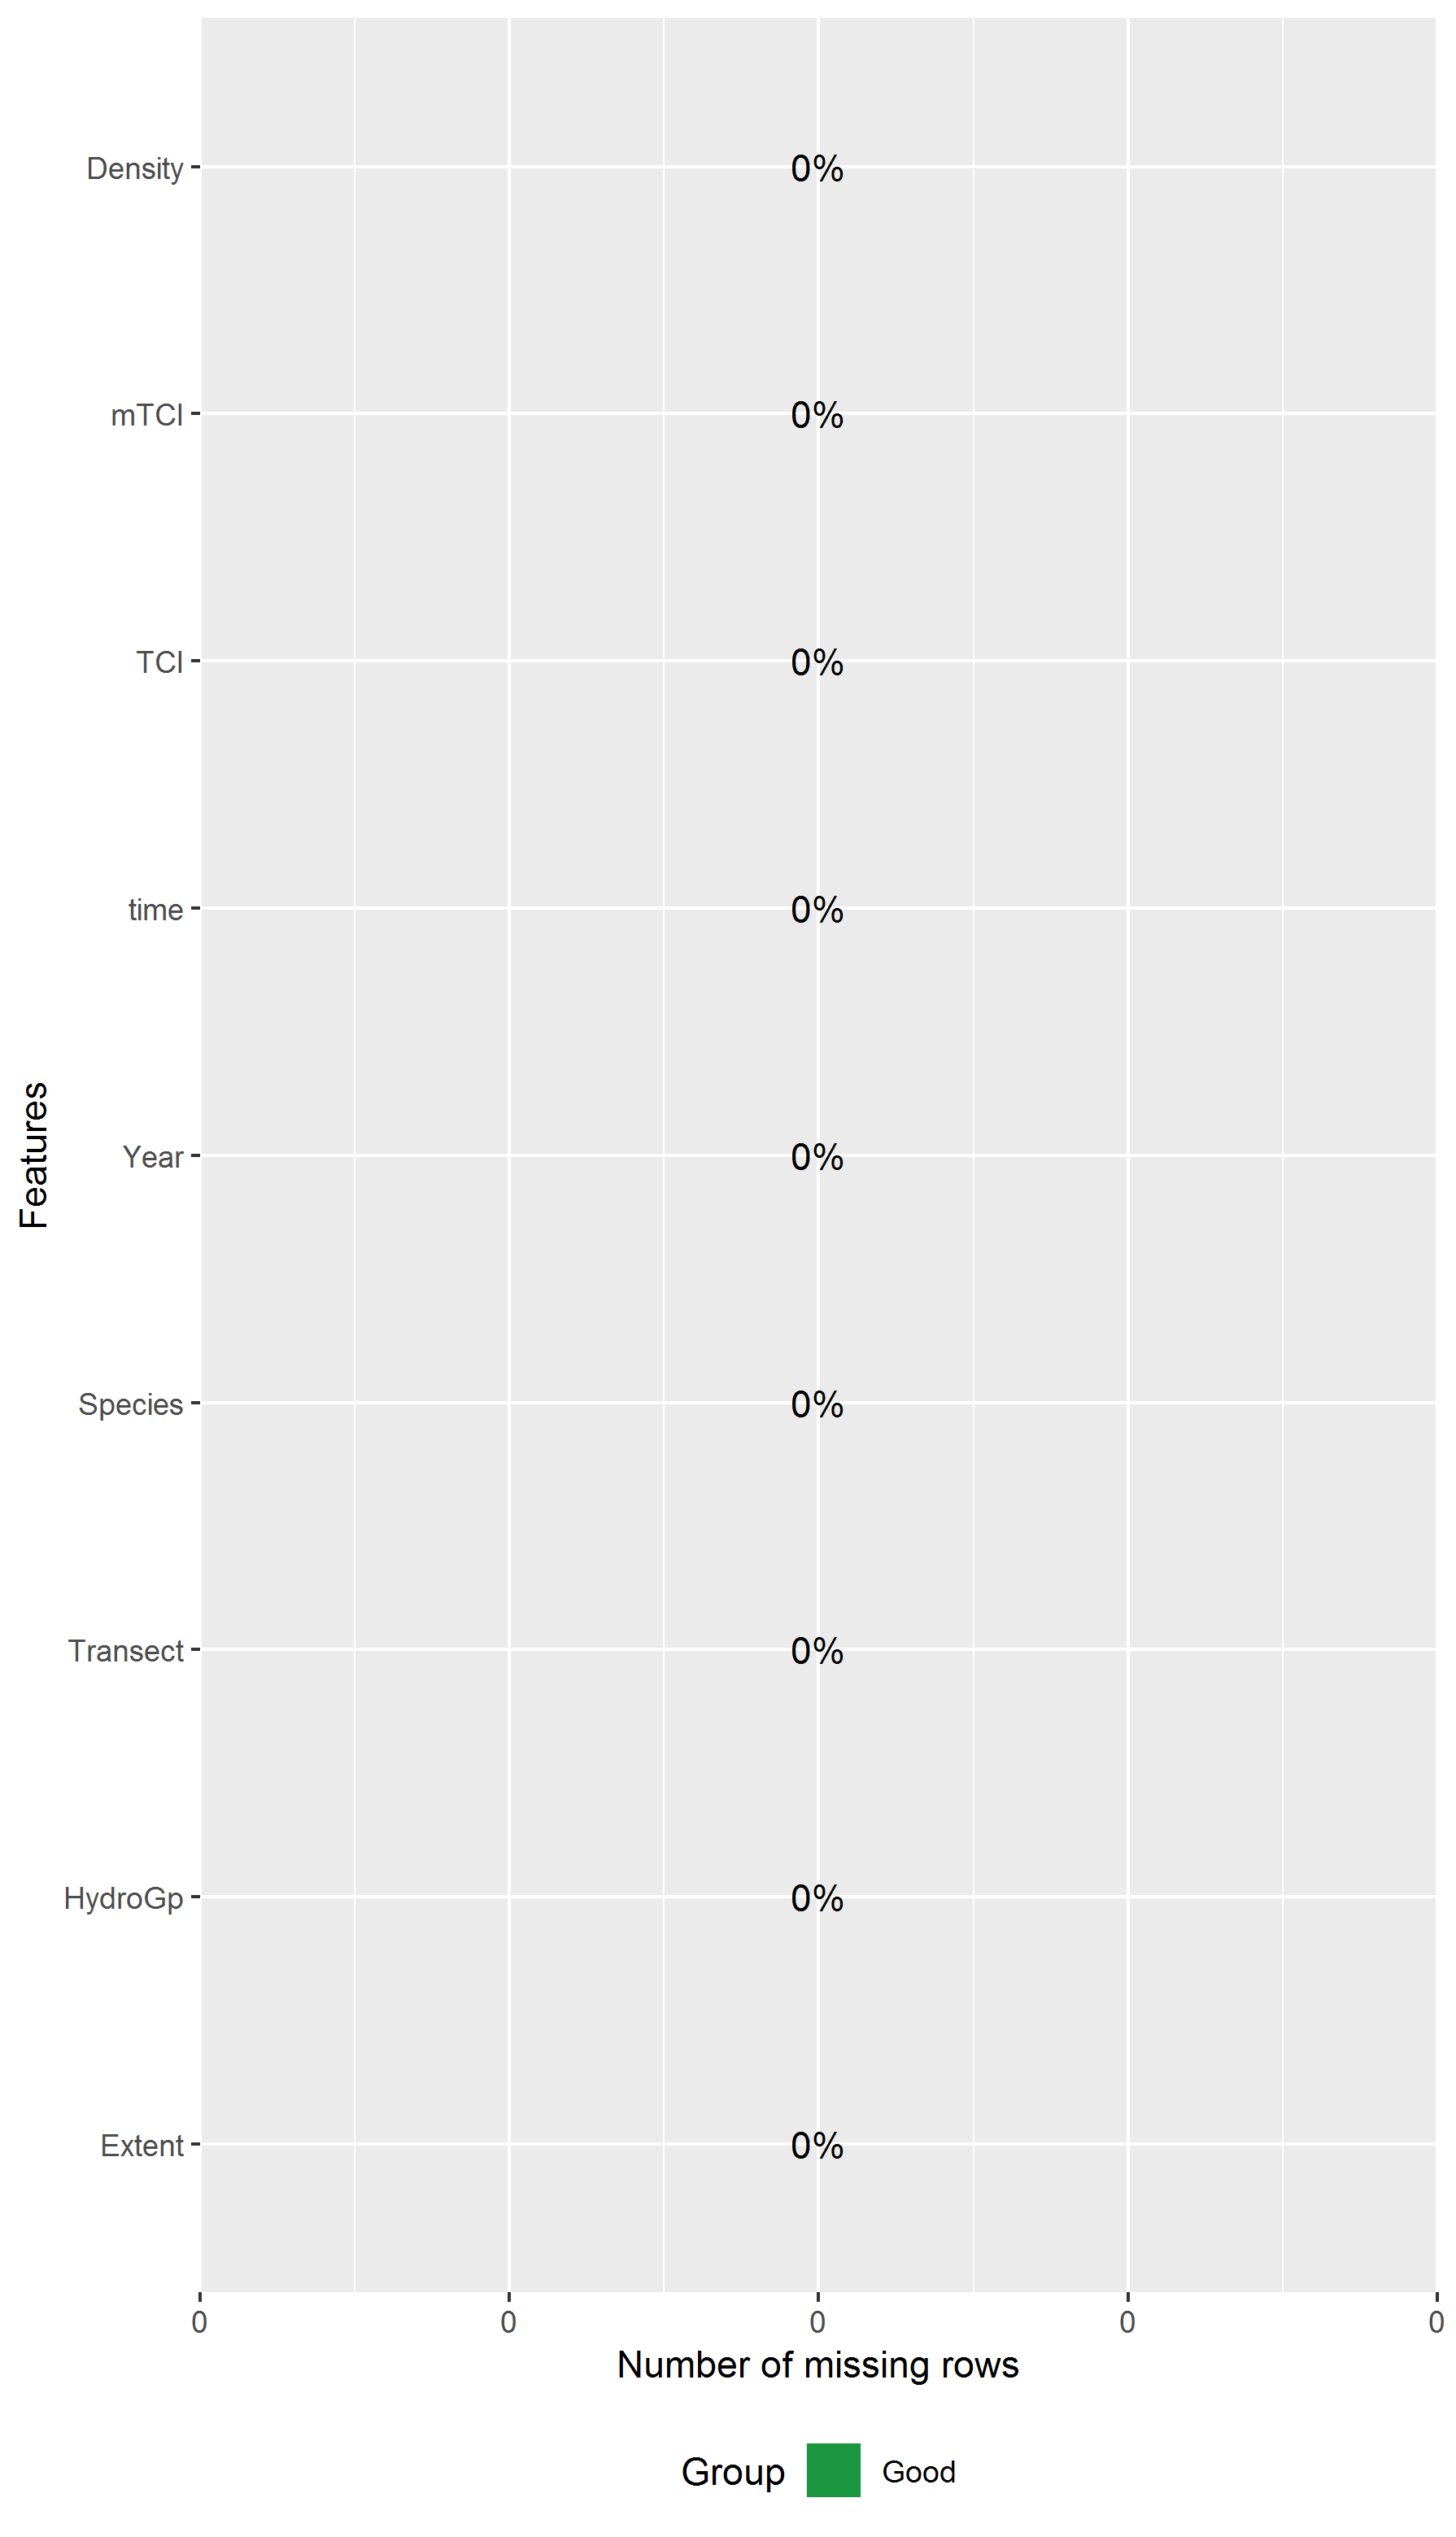 Density 0%
mTCI 0%
TCI 0%
time 0%
Year 0%
Species 0%
Transect 0%
HydroGp 0%
Extent 0%
Features
0 0 0 0 0
Number of missing rows
Group Good